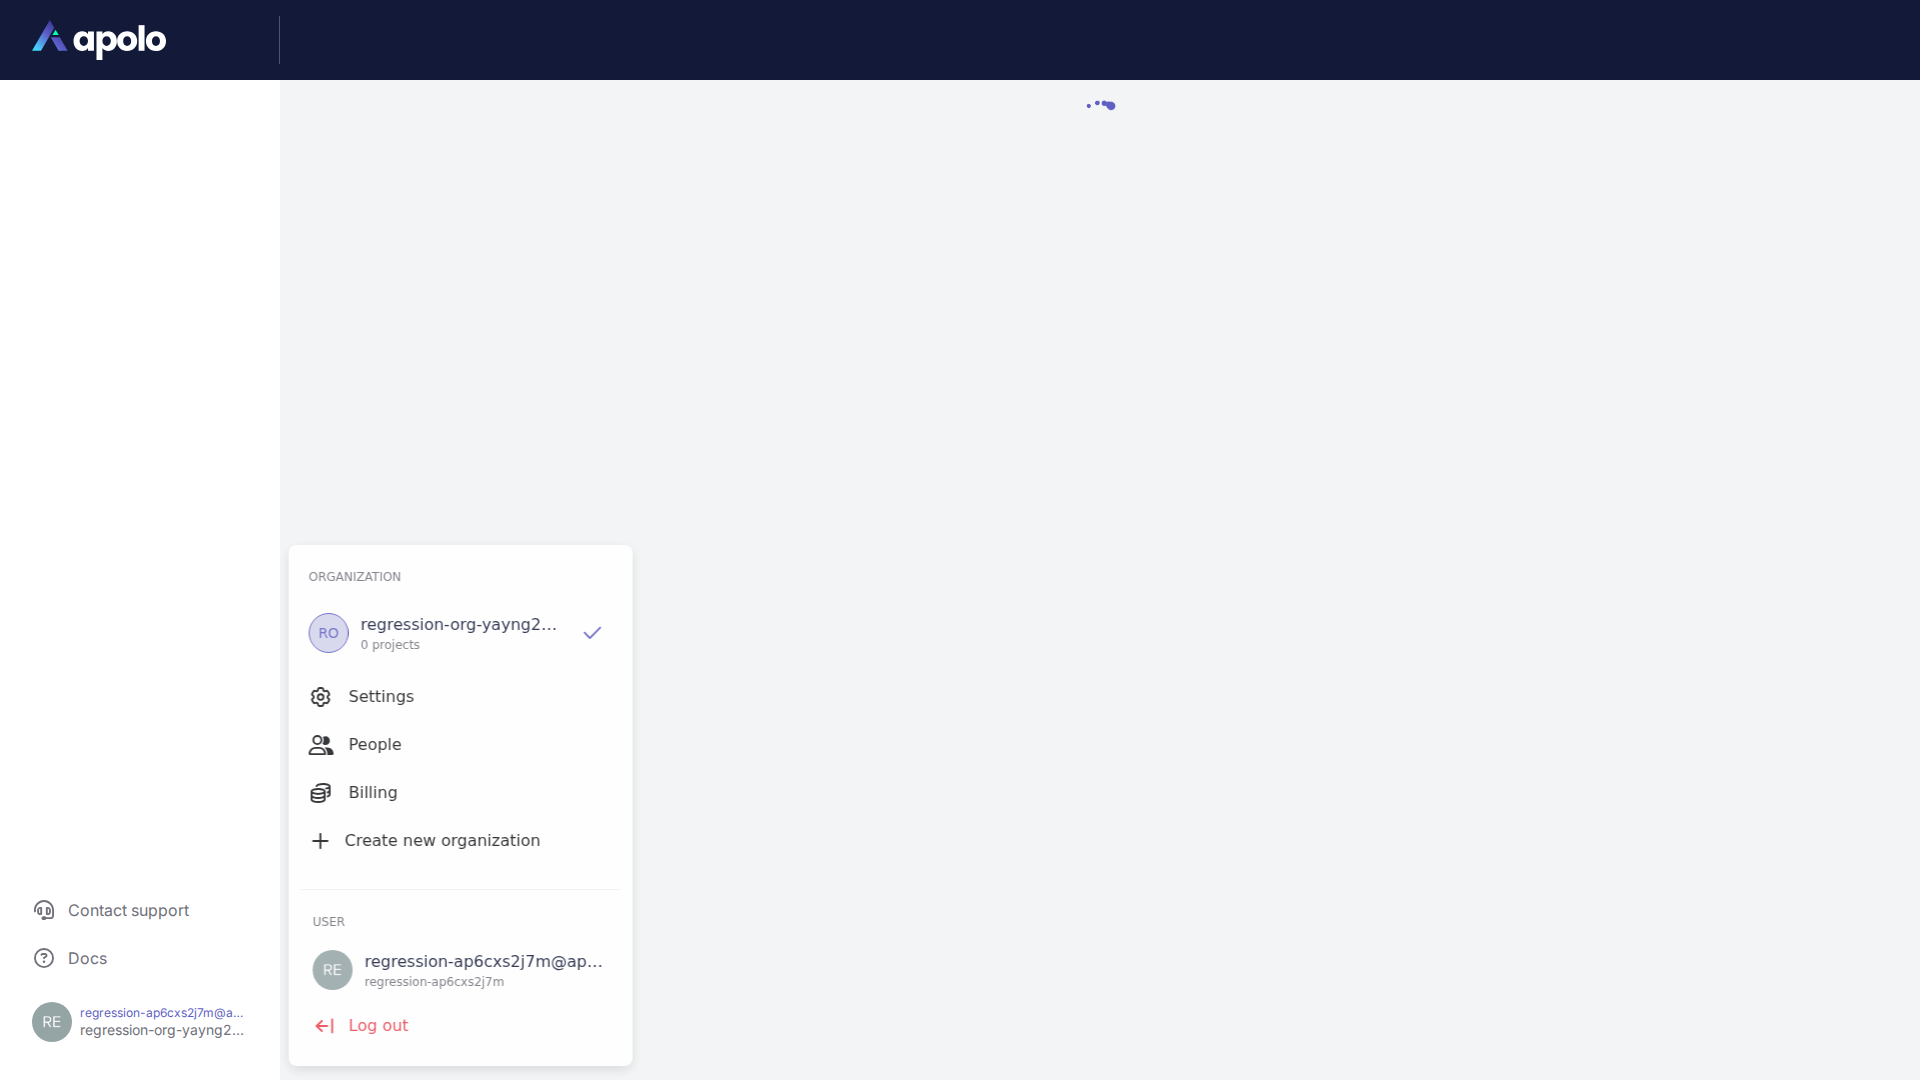 apolo
ORGANIZATION
RO
regression-org-yayng2...
0 projects
Settings
People
Billing
Create new organization
USER
RE
regression-ap6cxs2j7m@ap...
regression-ap6cxs2j7m
Log out
Contact support
Docs
RE
regression-ap6cxs2j7m@a...
regression-org-yayng2...